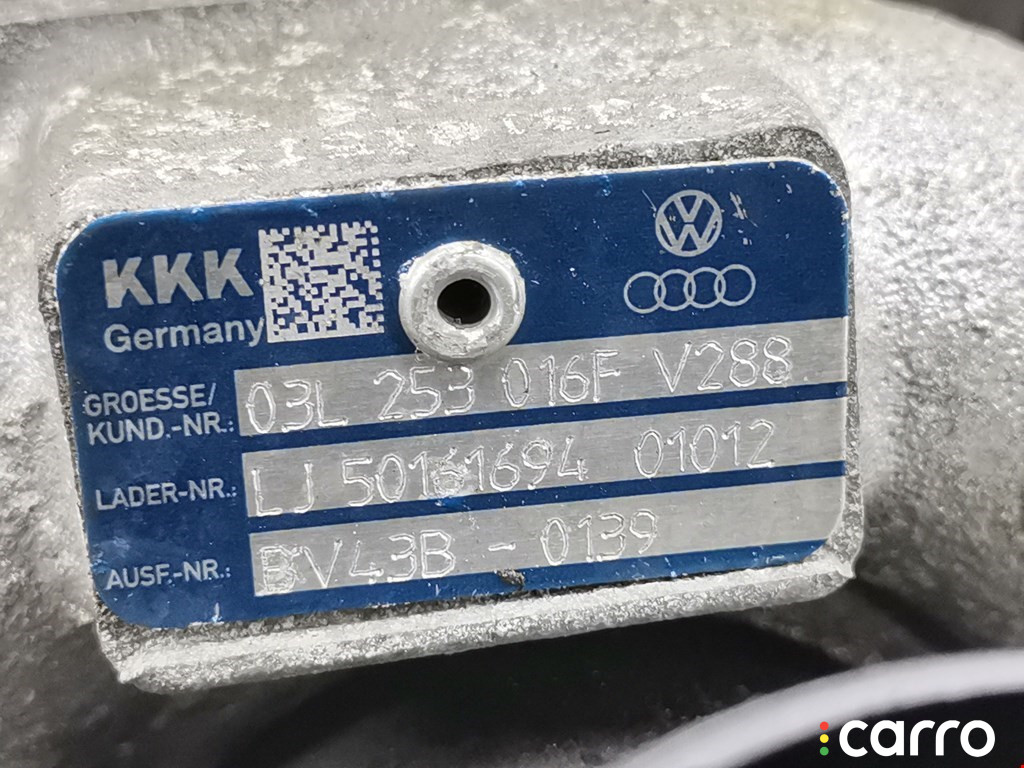 KKK
Germany
VW
GROESSE/
KUND.-NR.: 03L 253 016F V288
LADER-NR.: LJ 50161694 01012
AUSF.-NR.: BV43B - 0139
carro